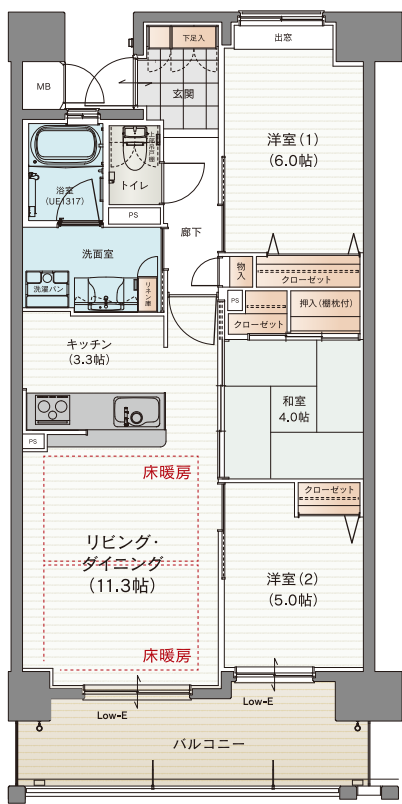 下足入
出窓
MB
玄関
洋室(1)
(6.0帖)
上部吊戸棚
トイレ
浴室
(UB1317)
PS
廊下
洗面室
洗濯パン
リネン庫
物入
クローゼット
PS
クローゼット
押入(棚枕付)
キッチン
(3.3帖)
和室
4.0帖
PS
床暖房
クローゼット
リビング・
ダイニング
(11.3帖)
洋室(2)
(5.0帖)
床暖房
Low-E
Low-E
バルコニー